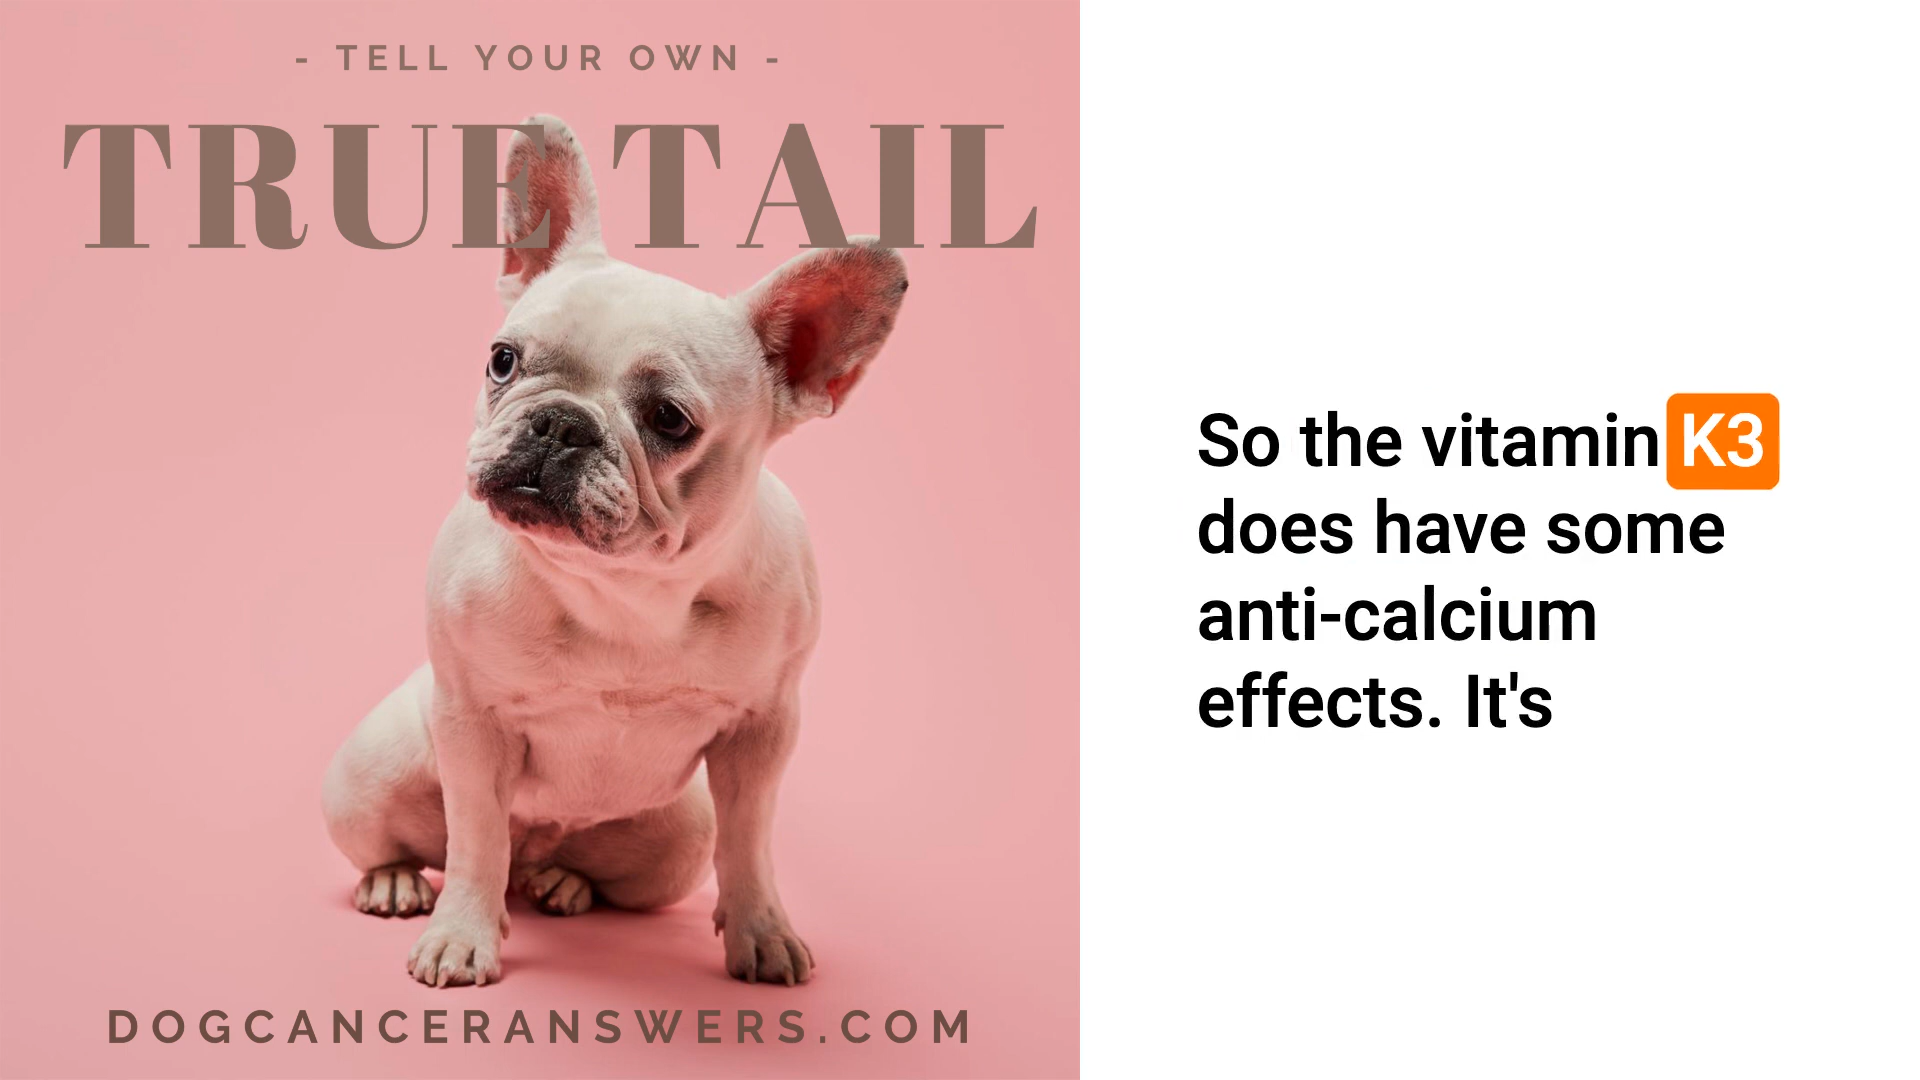 - TELL YOUR OWN -
TRUE TAIL
DOGCANCERANSWERS.COM
So the vitamin K3
does have some
anti-calcium
effects. It's